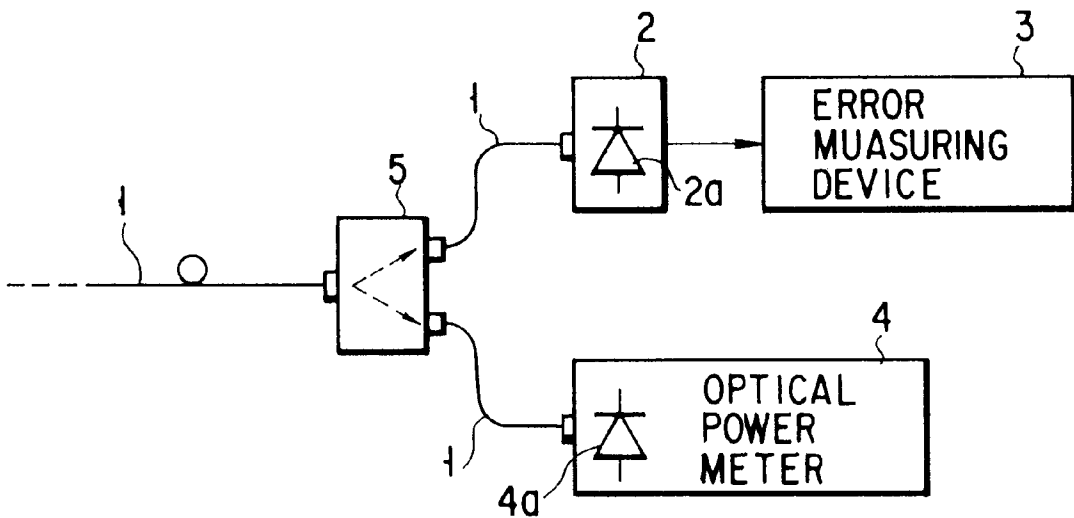 2
3
1
ERROR
MUASURING
DEVICE
2a
5
1
4
OPTICAL
POWER
METER
1
4a